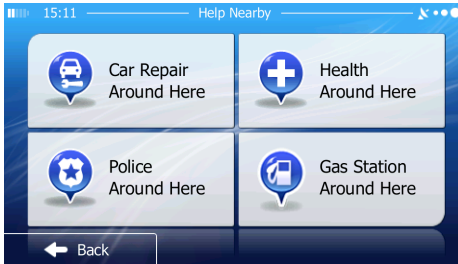 15:11
Help Nearby
Car Repair
Around Here
Health
Around Here
Police
Around Here
Gas Station
Around Here
Back